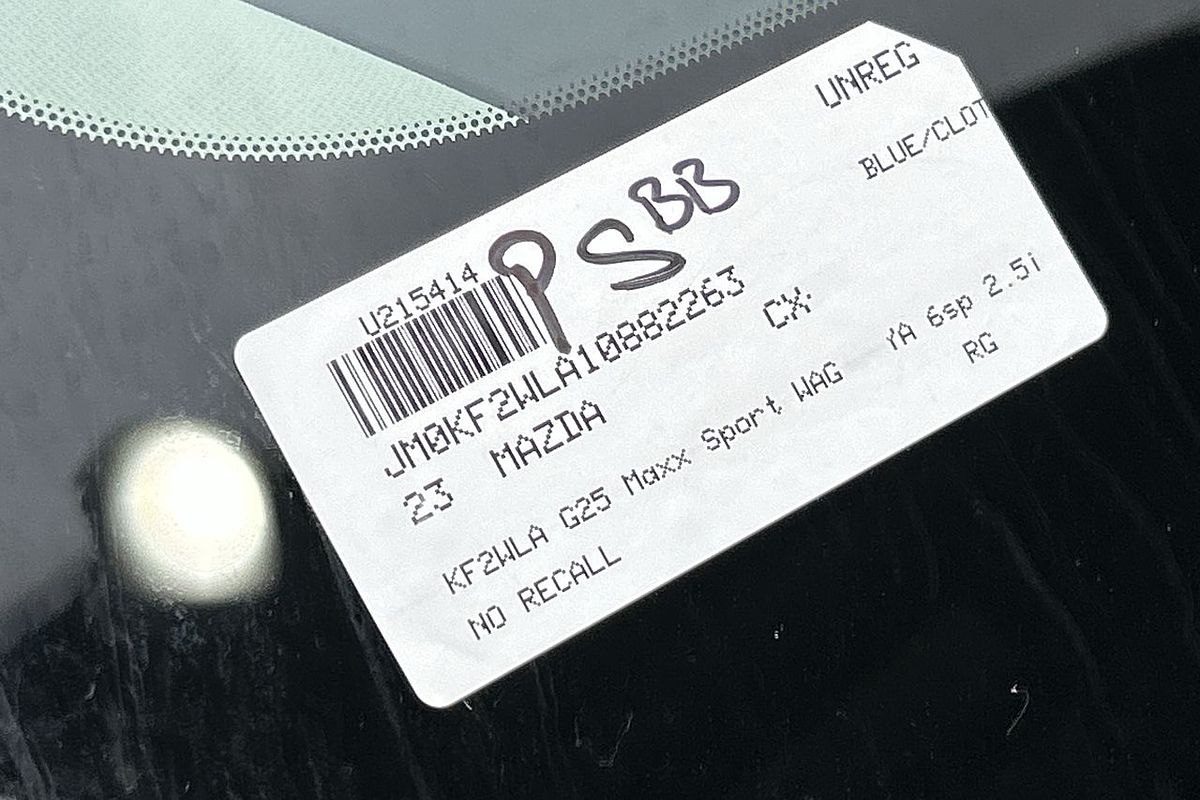 UNREG
BLUE/CLOT
PSBB
U215414
JM0KF2WLA10882263
23 MAZDA CX-
KF2WLA G25 Maxx Sport WAG YA 6sp 2.5i
NO RECALL RG